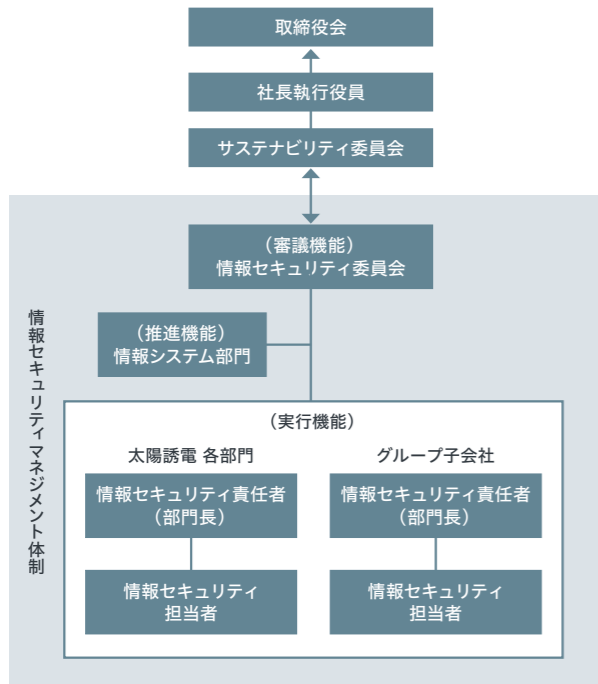 取締役会
社長執行役員
サステナビリティ委員会
（審議機能）
情報セキュリティ委員会
情報セキュリティマネジメント体制
（推進機能）
情報システム部門
（実行機能）
太陽誘電 各部門
情報セキュリティ責任者
（部門長）
情報セキュリティ
担当者
グループ子会社
情報セキュリティ責任者
（部門長）
情報セキュリティ
担当者